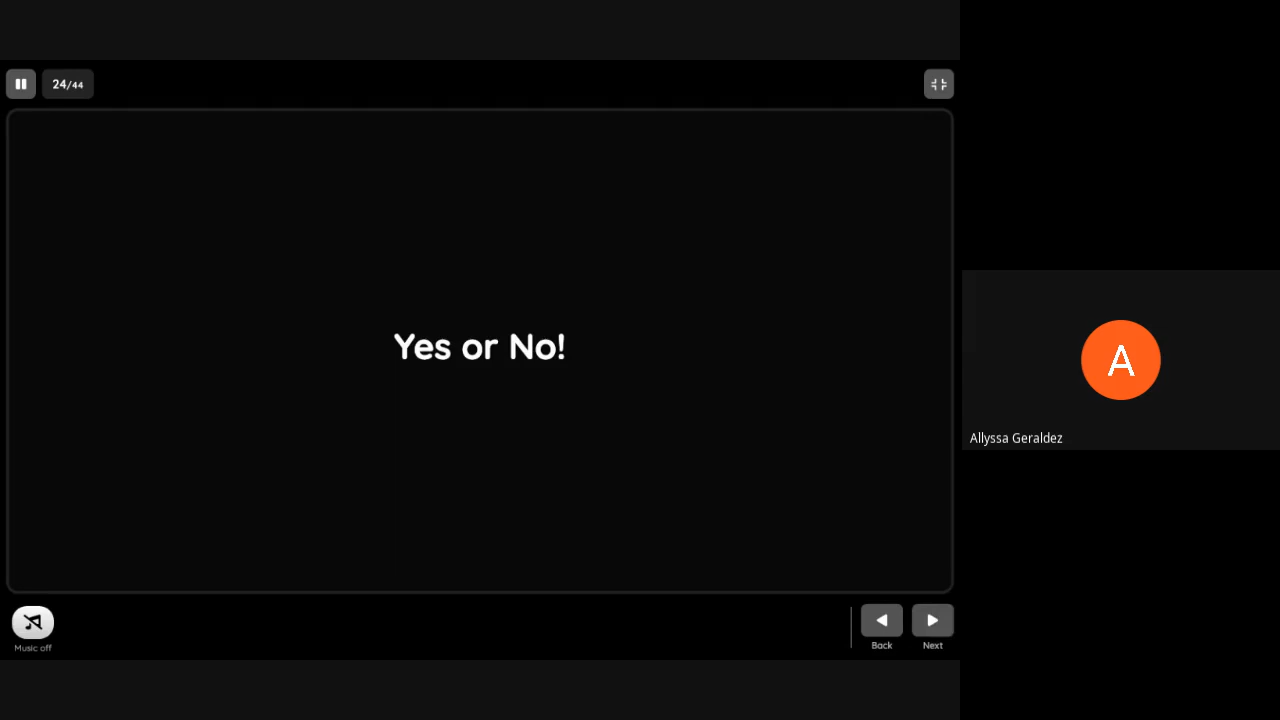 24/44
Yes or No!
A
Allyssa Geraldez
Music off
Back
Next